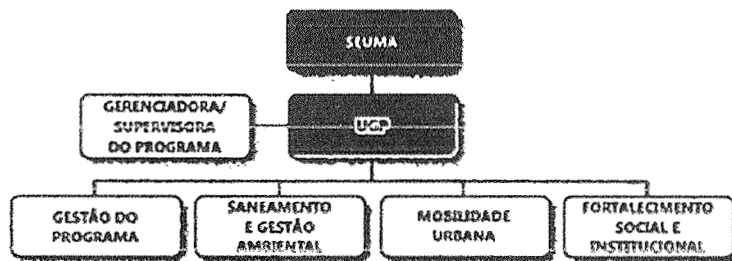 SEUMA
GERENCIADORA/
SUPERVISORA
DO PROGRAMA
UGP
GESTÃO DO
PROGRAMA
SANEAMENTO
E GESTÃO
AMBIENTAL
MOBILIDADE
URBANA
FORTALECIMENTO
SOCIAL E
INSTITUCIONAL